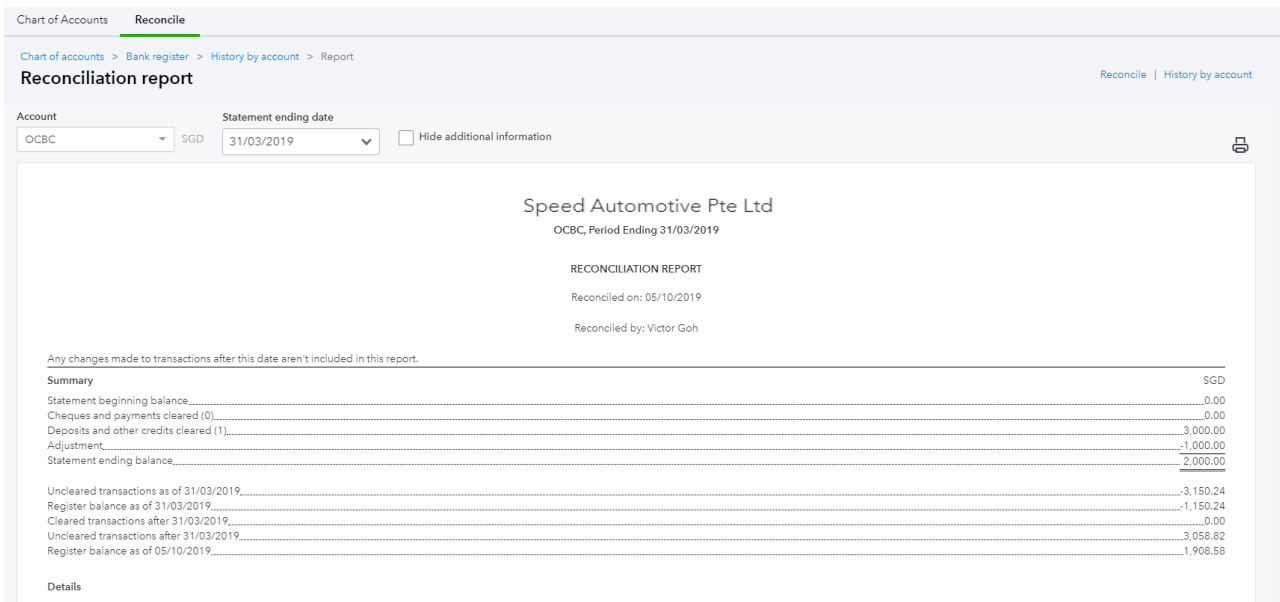 Chart of Accounts Reconcile
Chart of accounts > Bank register > History by account > Report
Reconciliation report
Reconcile | History by account
Account Statement ending date
OCBC SGD 31/03/2019 Hide additional information
Speed Automotive Pte Ltd
OCBC, Period Ending 31/03/2019
RECONCILIATION REPORT
Reconciled on: 05/10/2019
Reconciled by: Victor Goh
Any changes made to transactions after this date aren't included in this report.
Summary SGD
Statement beginning balance 0.00
Cheques and payments cleared (0) 0.00
Deposits and other credits cleared (1) 3,000.00
Adjustment -1,000.00
Statement ending balance 2,000.00
Uncleared transactions as of 31/03/2019 -3,150.24
Register balance as of 31/03/2019 -1,150.24
Cleared transactions after 31/03/2019 0.00
Uncleared transactions after 31/03/2019 3,058.82
Register balance as of 05/10/2019 1,908.58
Details